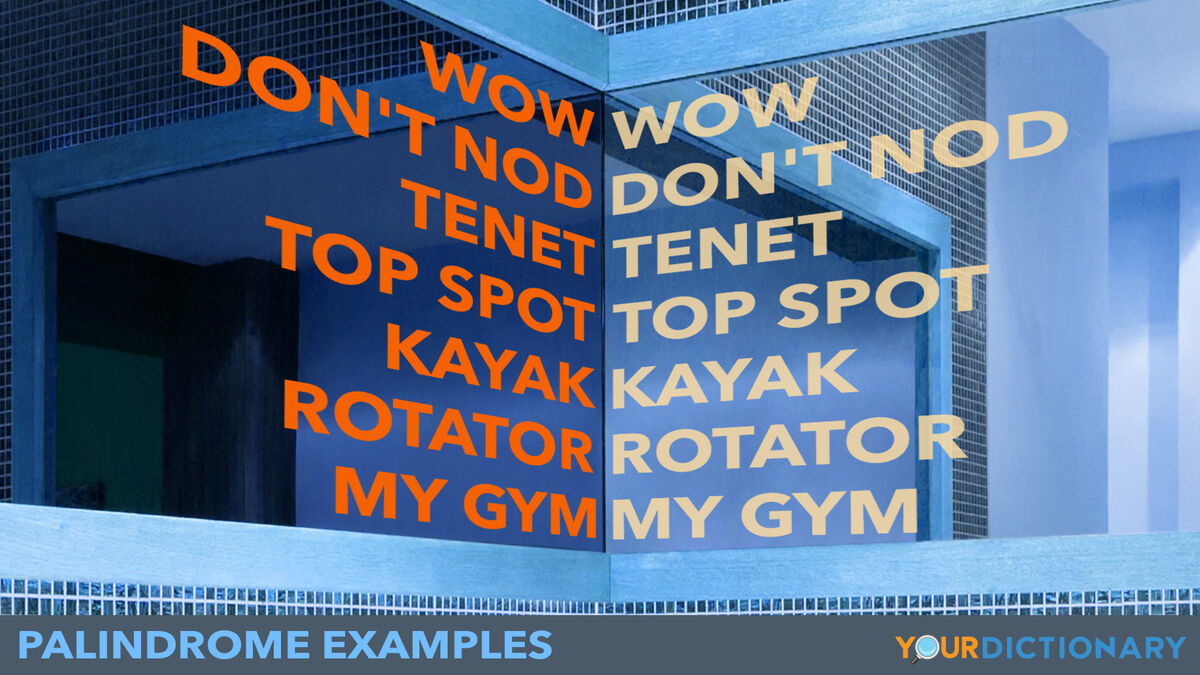 WOW WOW
DON'T NOD DON'T NOD
TENET TENET
TOP SPOT TOP SPOT
KAYAK KAYAK
ROTATOR ROTATOR
MY GYM MY GYM
PALINDROME EXAMPLES
YOURDICTIONARY